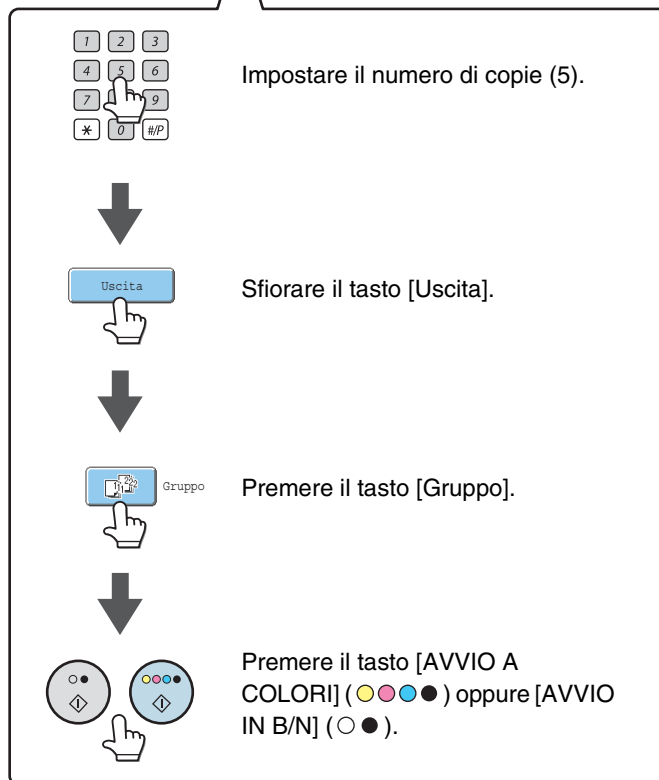 1 2 3
4 5 6
7 9
* 0 #/P
Impostare il numero di copie (5).
Uscita
Sfiorare il tasto [Uscita].
Gruppo
Premere il tasto [Gruppo].
Premere il tasto [AVVIO A
COLORI] ( ) oppure [AVVIO
IN B/N] ( ).